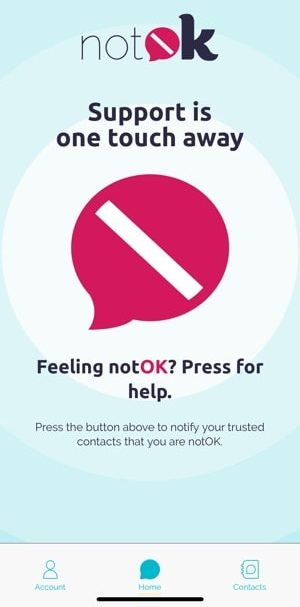 notok
Support is
one touch away
Feeling notOK? Press for
help.
Press the button above to notify your trusted
contacts that you are notOK.
Account
Home
Contacts